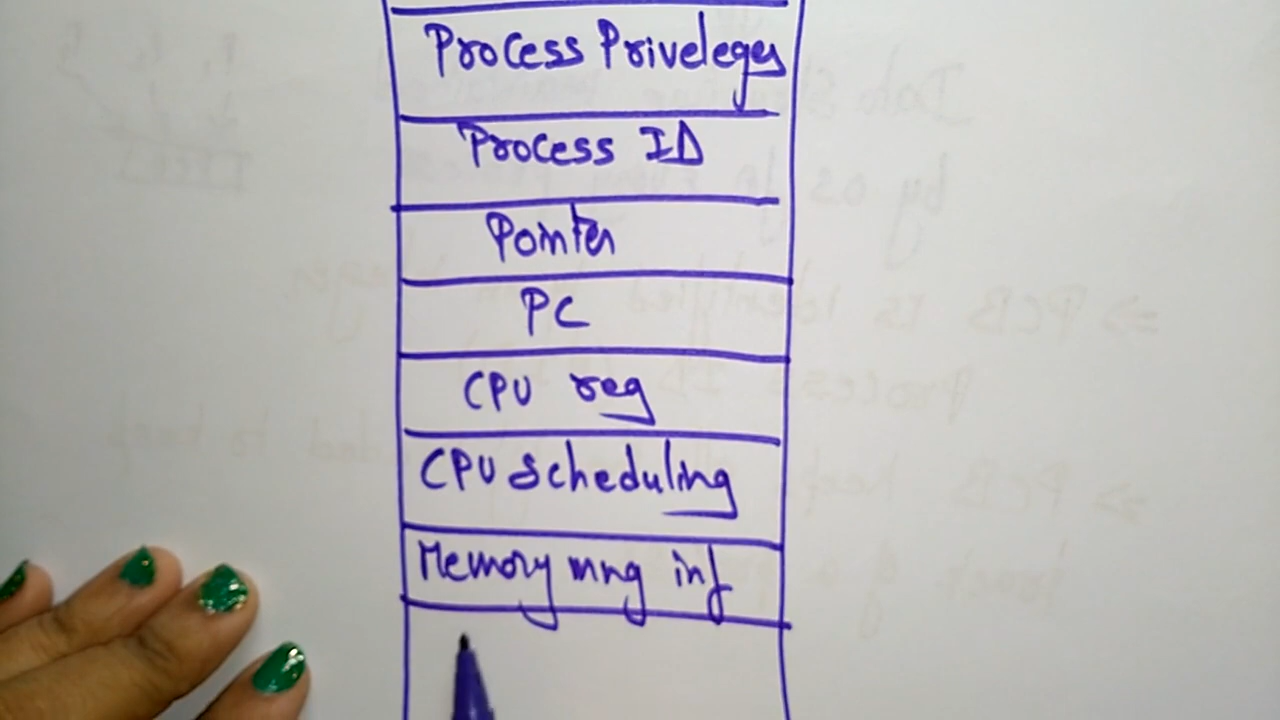 Process Priveleges
Process ID
Pointer
PC
CPU reg
CPU Scheduling
Memory mng inf